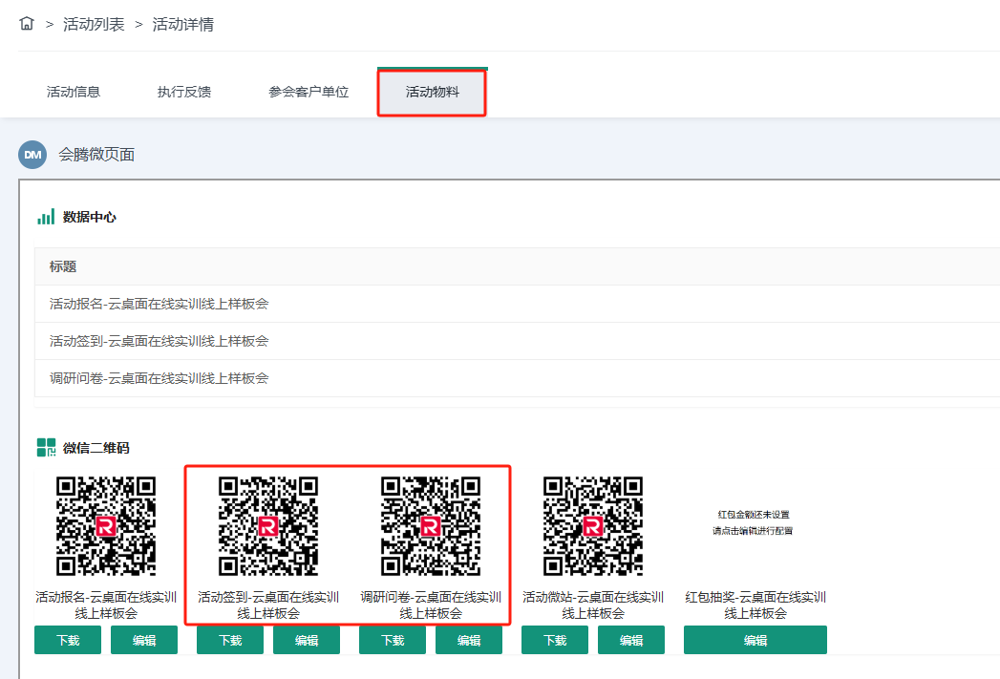 > 活动列表 > 活动详情
活动信息 执行反馈 参会客户单位 活动物料
DM 会腾微页面
数据中心
标题
活动报名-云桌面在线实训线上样板会
活动签到-云桌面在线实训线上样板会
调研问卷-云桌面在线实训线上样板会
微信二维码
R R R R
红包金额还未设置
请点击编辑进行配置
活动报名-云桌面在线实训
线上样板会
活动签到-云桌面在线实训
线上样板会
调研问卷-云桌面在线实训
线上样板会
活动微站-云桌面在线实训
线上样板会
红包抽奖-云桌面在线实训
线上样板会
下载 编辑 下载 编辑 下载 编辑 下载 编辑 编辑